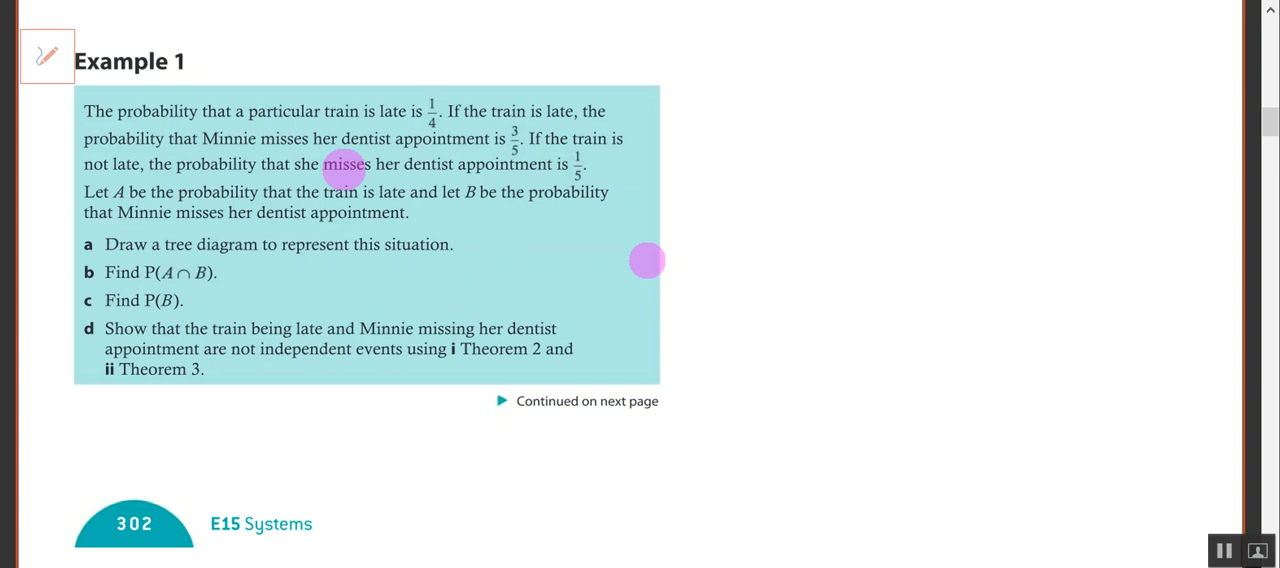 Example 1
The probability that a particular train is late is 1/4. If the train is late, the
probability that Minnie misses her dentist appointment is 3/5. If the train is
not late, the probability that she misses her dentist appointment is 1/5.
Let A be the probability that the train is late and let B be the probability
that Minnie misses her dentist appointment.
a Draw a tree diagram to represent this situation.
b Find P(A ∩ B).
c Find P(B).
d Show that the train being late and Minnie missing her dentist
appointment are not independent events using i Theorem 2 and
ii Theorem 3.
Continued on next page
302 E15 Systems